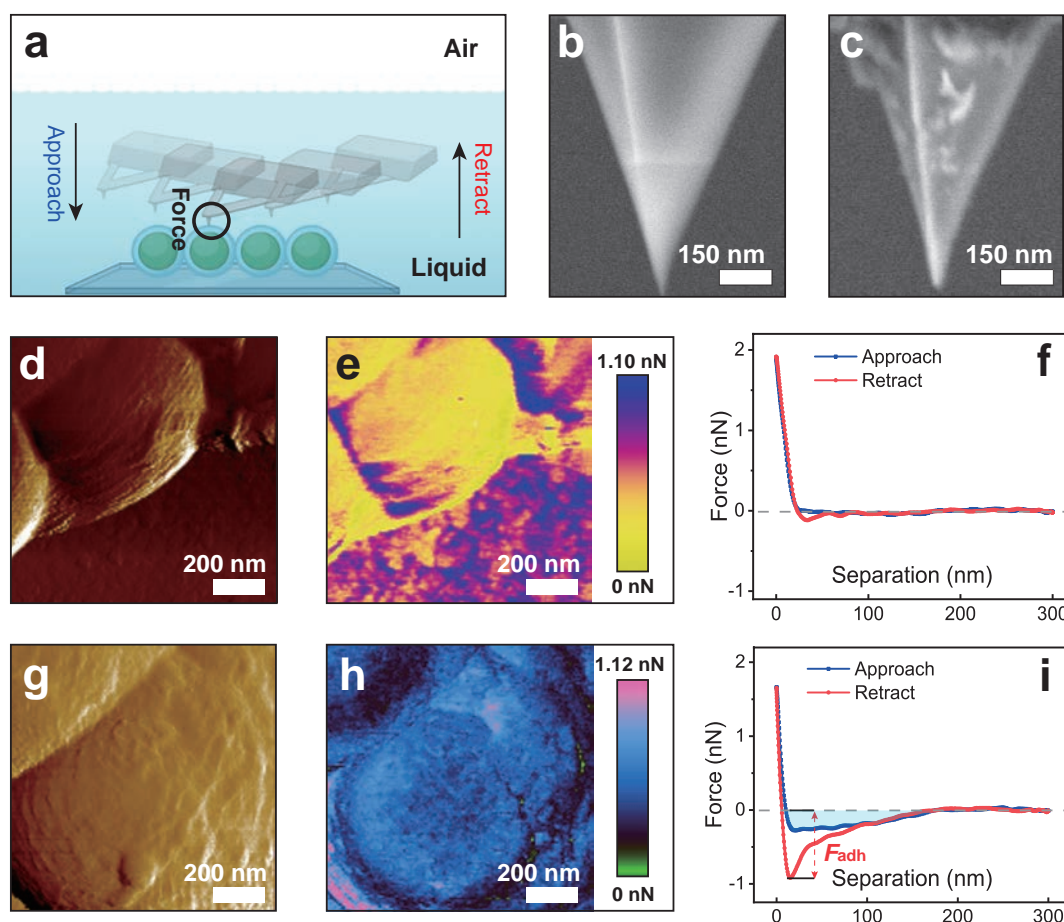 a
Air
Approach
Force
Retract
Liquid
b
150 nm
c
150 nm
d
200 nm
e
200 nm
1.10 nN
0 nN
f
Approach
Retract
Force (nN)
2
1
0
-1
Separation (nm)
0
100
200
300
g
200 nm
h
200 nm
1.12 nN
0 nN
i
Approach
Retract
Force (nN)
2
1
0
-1
Fadh
Separation (nm)
0
100
200
300